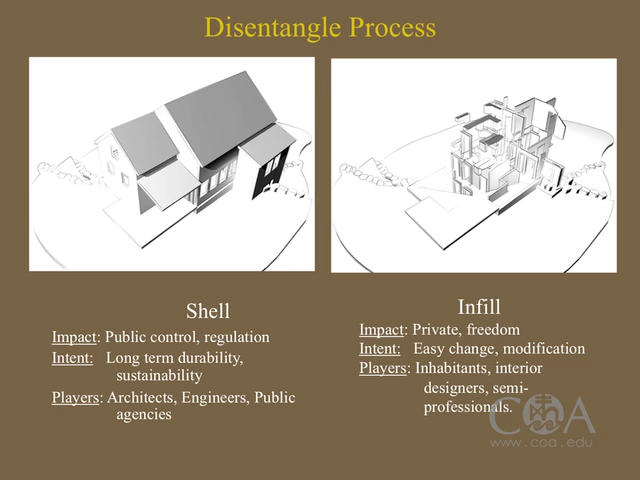 Disentangle Process
Shell
Impact: Public control, regulation
Intent: Long term durability,
sustainability
Players: Architects, Engineers, Public
agencies
Infill
Impact: Private, freedom
Intent: Easy change, modification
Players: Inhabitants, interior
designers, semi-
professionals.
COA
www.coa.edu